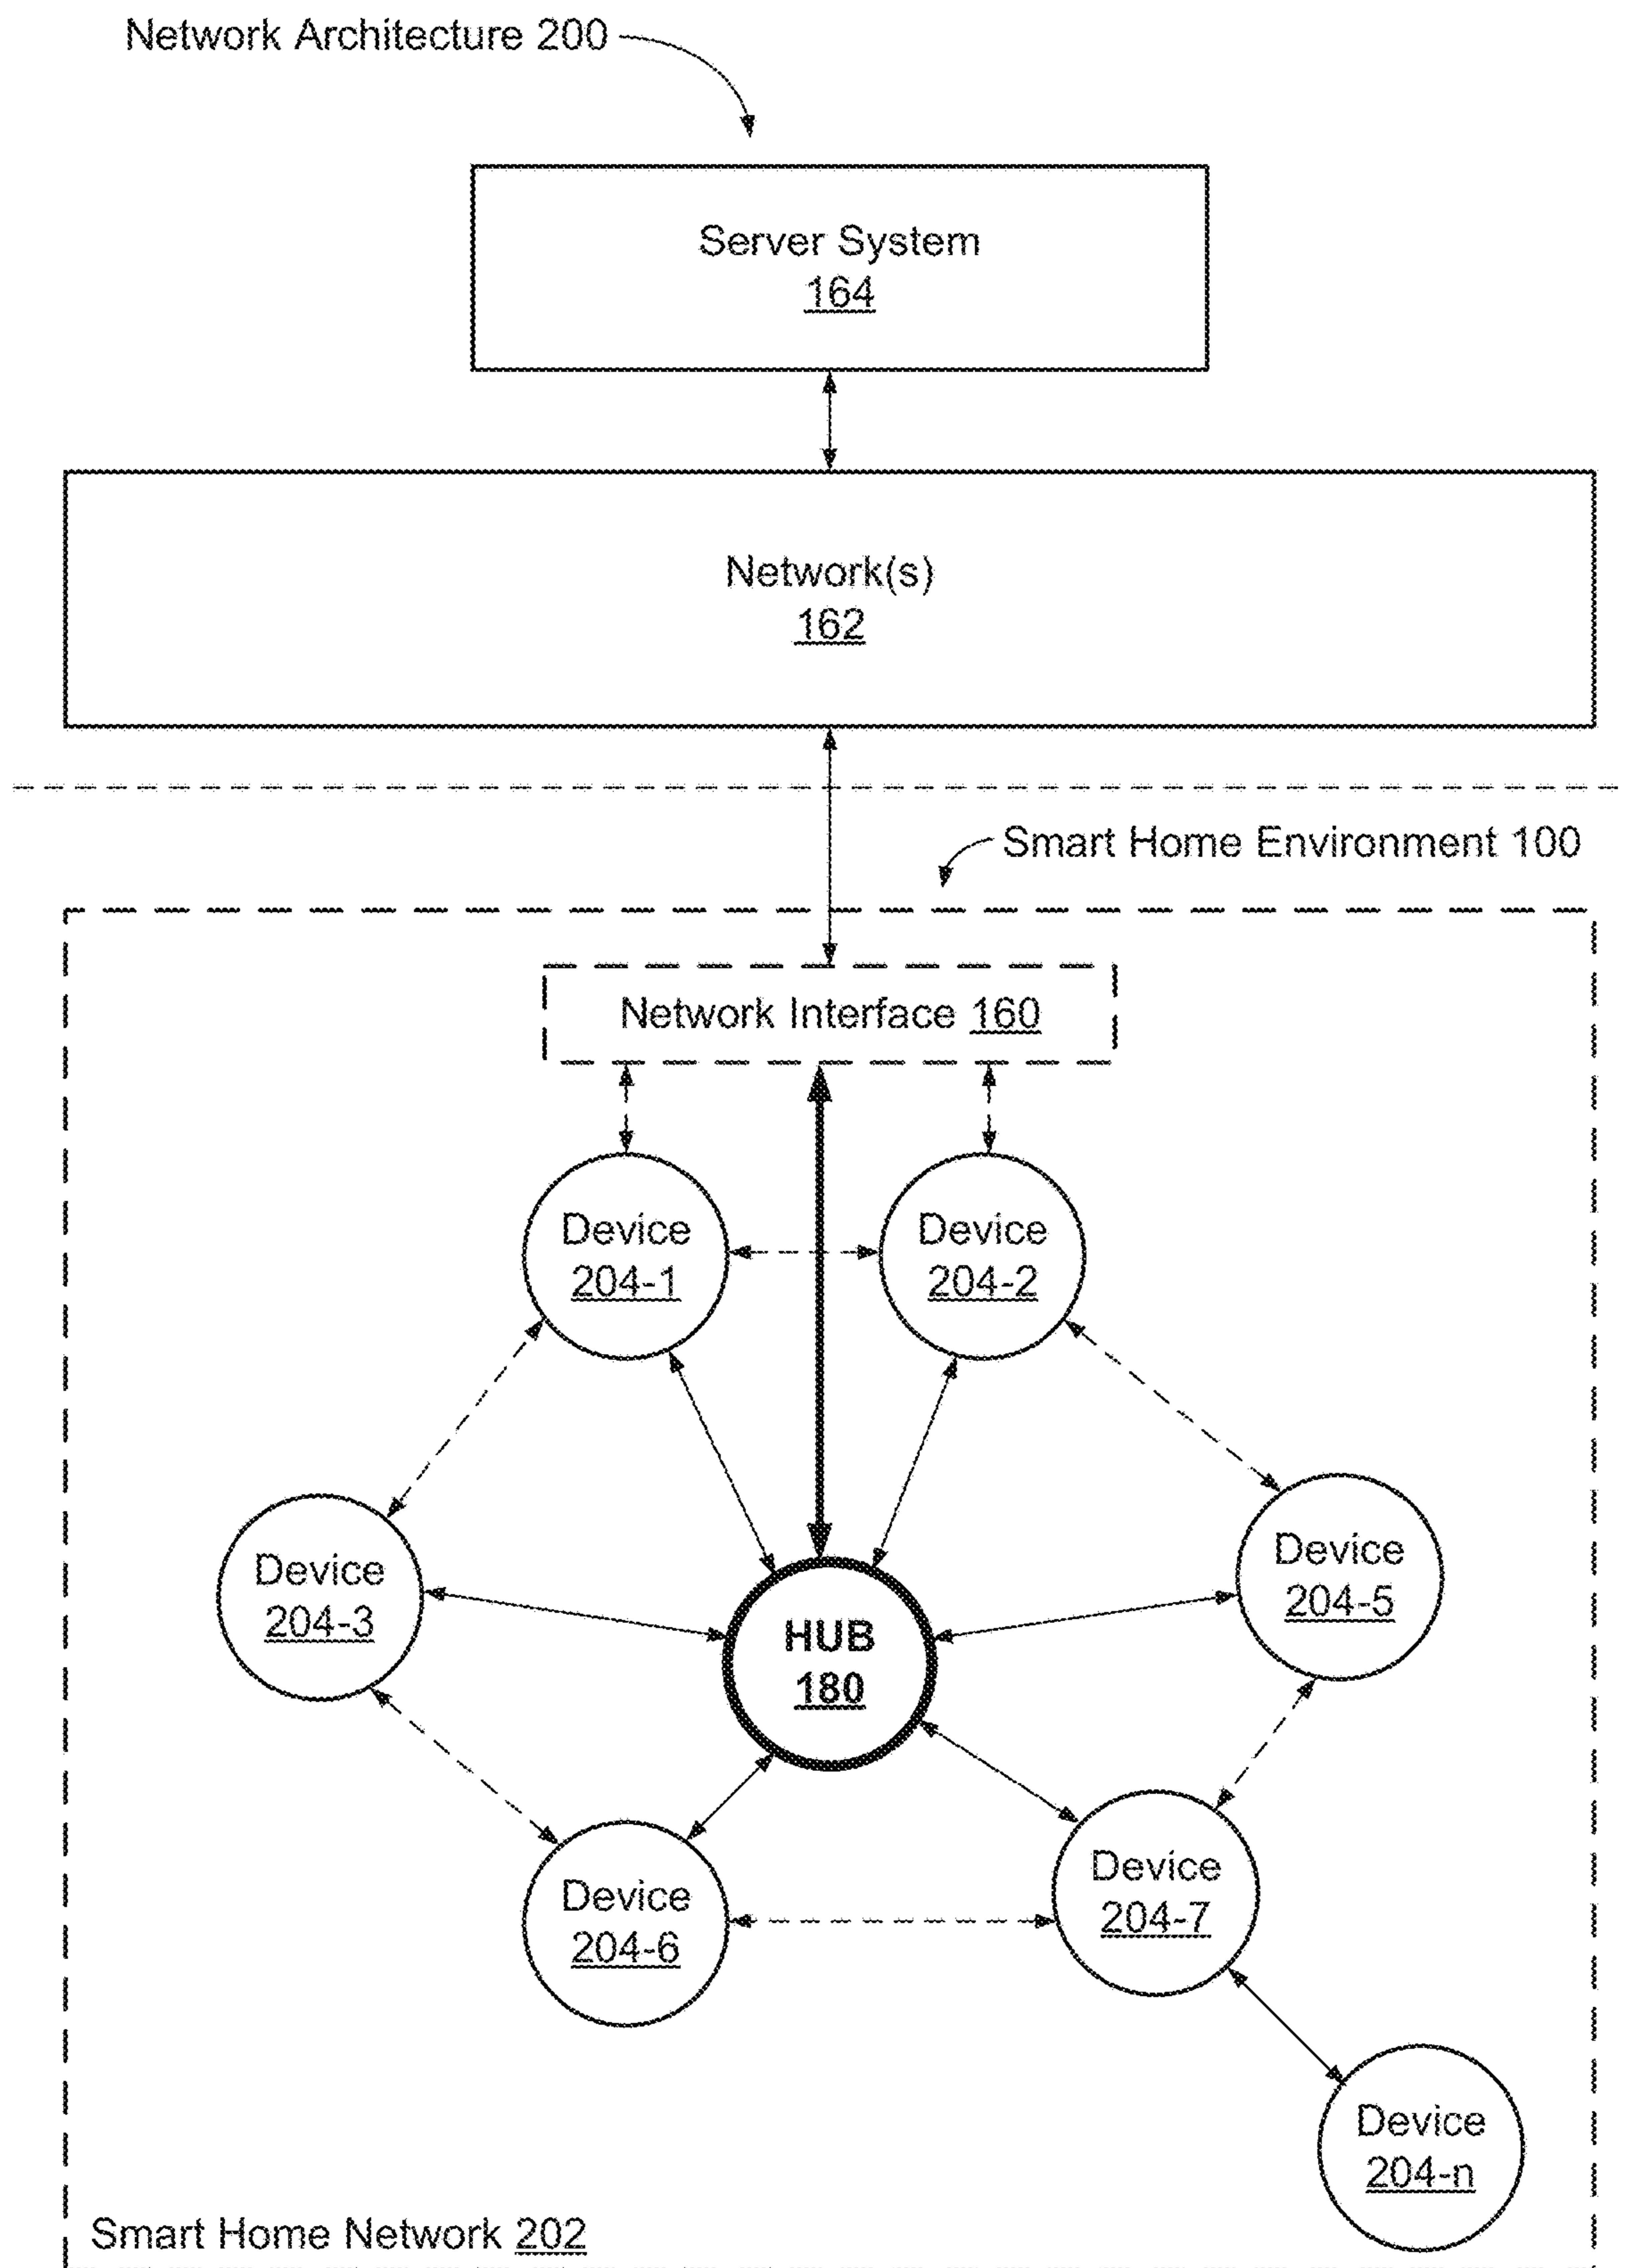 Network Architecture 200
Server System
164
Network(s)
162
Smart Home Environment 100
Network Interface 160
Device
204-1
Device
204-2
Device
204-3
Device
204-5
HUB
180
Device
204-6
Device
204-7
Device
204-n
Smart Home Network 202